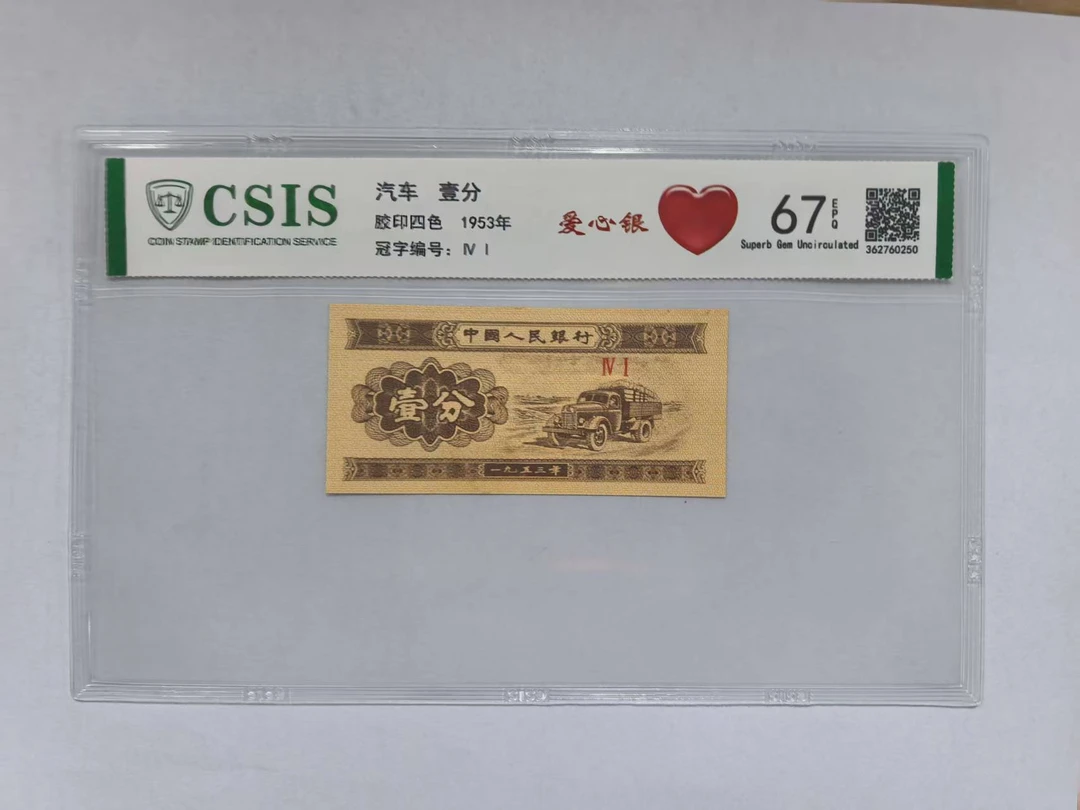 CSIS
COIN STAMP IDENTIFICATION SERVICE
汽车 壹分
胶印四色 1953年
冠字编号：Ⅳ Ⅰ
爱心银
67 EPQ
Superb Gem Uncirculated
362760250
中國人民銀行
Ⅳ Ⅰ
壹分
一九五三年